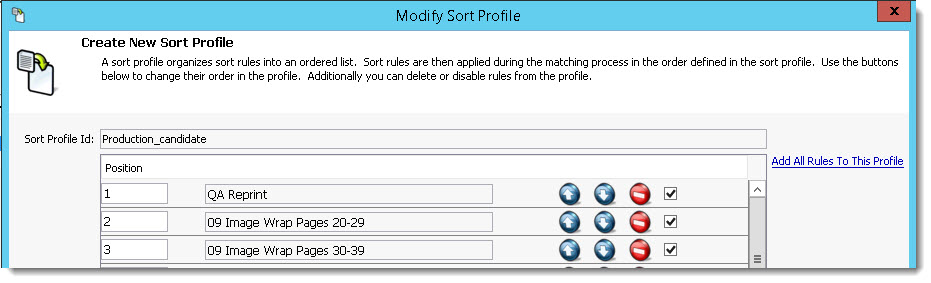 Modify Sort Profile
X
Create New Sort Profile
A sort profile organizes sort rules into an ordered list. Sort rules are then applied during the matching process in the order defined in the sort profile. Use the buttons
below to change their order in the profile. Additionally you can delete or disable rules from the profile.
Sort Profile Id: Production_candidate
Add All Rules To This Profile
Position
1 QA Reprint
2 09 Image Wrap Pages 20-29
3 09 Image Wrap Pages 30-39